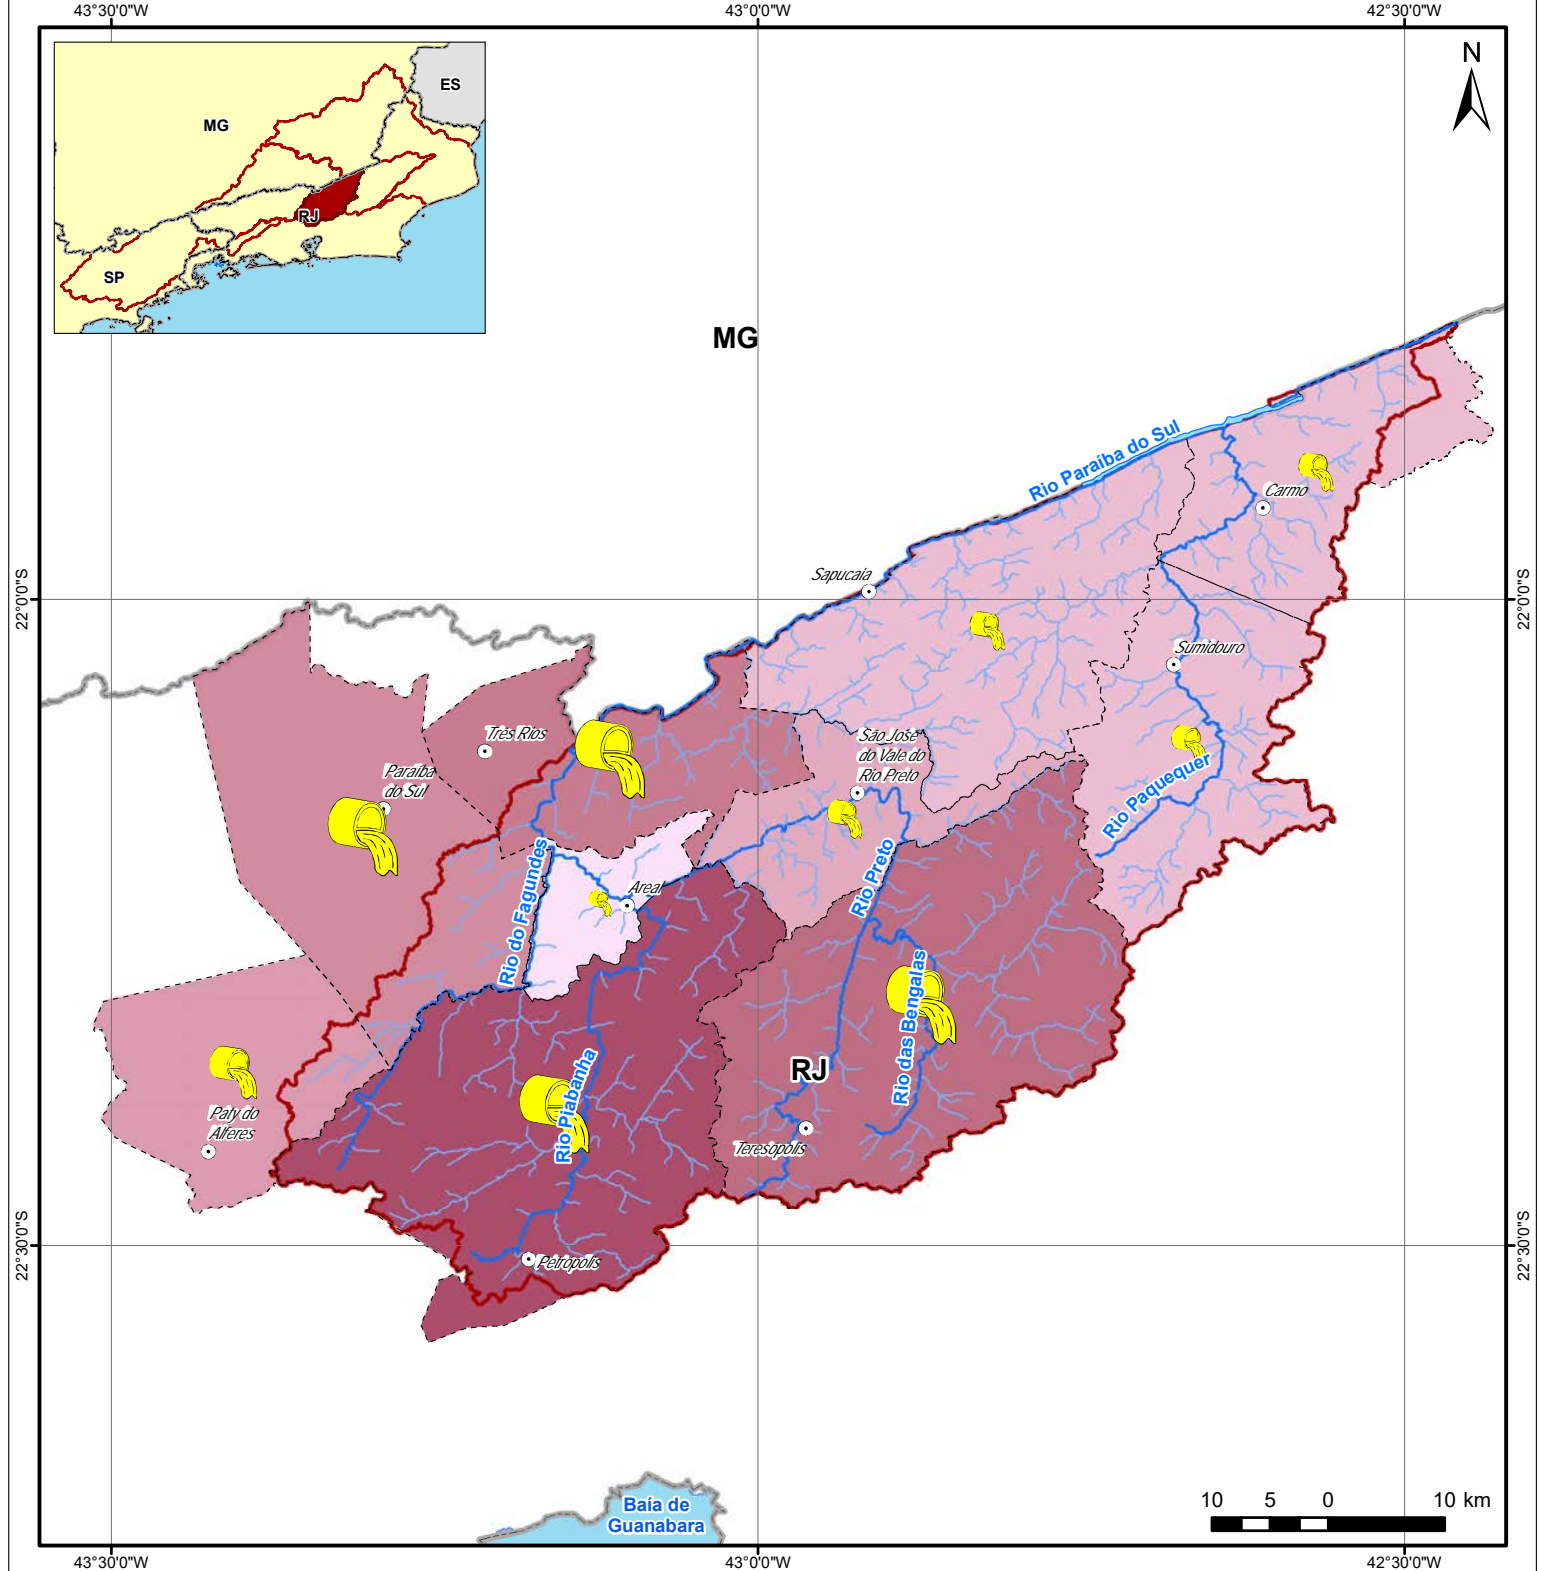 43°30'0"W
43°0'0"W
42°30'0"W
ES
MG
RJ
SP
N
MG
Rio Paraíba do Sul
Carmo
Sapucaia
22°0'0"S
22°0'0"S
Sumidouro
Três Rios
São José
do Vale do
Rio Preto
Paraíba
do Sul
Rio Paquequer
Rio do Fagundes
Areal
Rio Preto
Rio das Bengalas
RJ
Rio Piabanha
Paty do
Alferes
Teresópolis
22°30'0"S
22°30'0"S
Petrópolis
Baía de
Guanabara
10 5 0 10 km
43°30'0"W
43°0'0"W
42°30'0"W